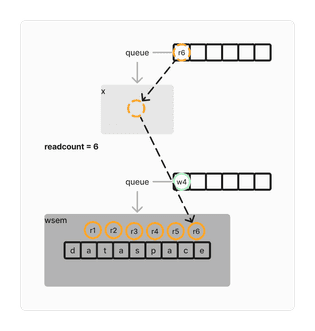 queue r6
x
readcount = 6
queue w4
wsem
r1 r2 r3 r4 r5 r6
d a t a s p a c e